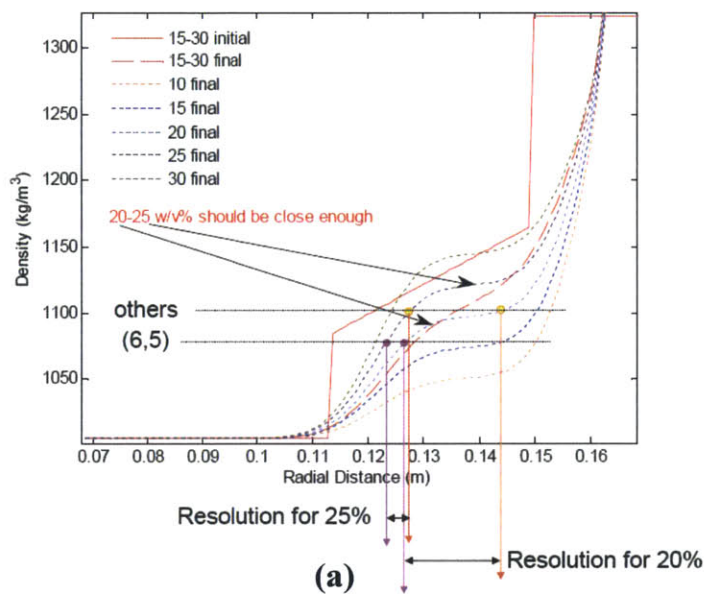 1300
1250
1200
1150
1100
1050
Density (kg/m³)
15-30 initial
15-30 final
10 final
15 final
20 final
25 final
30 final
20-25 w/v% should be close enough
others
(6,5)
0.07 0.08 0.09 0.1 0.11 0.12 0.13 0.14 0.15 0.16
Radial Distance (m)
Resolution for 25%
Resolution for 20%
(a)